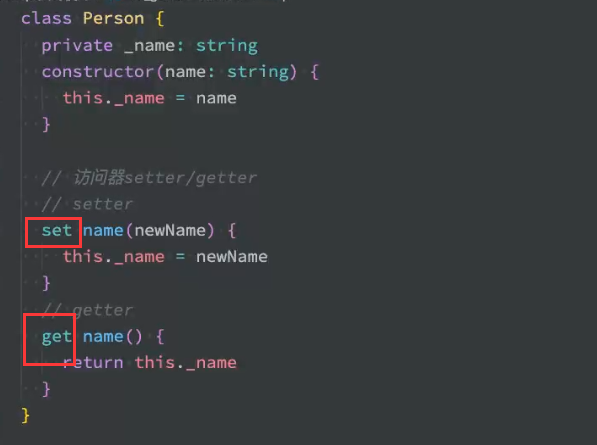 class Person {
private _name: string
constructor(name: string) {
this._name = name
}
// 访问器setter/getter
// setter
set name(newName) {
this._name = newName
}
// getter
get name() {
return this._name
}
}